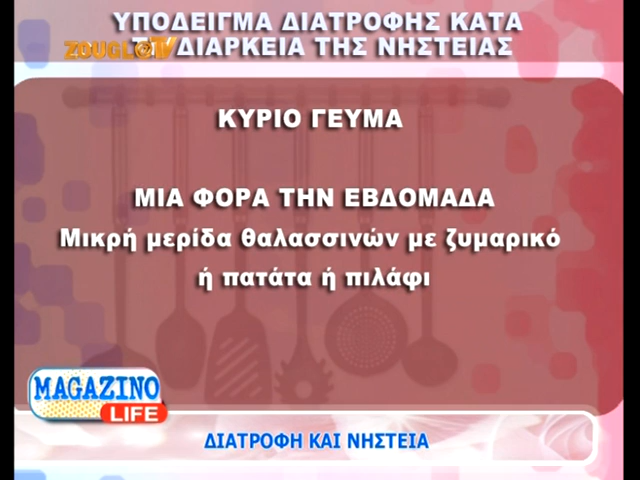 ΥΠΟΔΕΙΓΜΑ ΔΙΑΤΡΟΦΗΣ ΚΑΤΑ
ΔΙΑΡΚΕΙΑ ΤΗΣ ΝΗΣΤΕΙΑΣ
ZOUGL@TV
ΚΥΡΙΟ ΓΕΥΜΑ
ΜΙΑ ΦΟΡΑ ΤΗΝ ΕΒΔΟΜΑΔΑ
Μικρή μερίδα θαλασσινών με ζυμαρικό
ή πατάτα ή πιλάφι
MAGAZINO
LIFE
ΔΙΑΤΡΟΦΗ ΚΑΙ ΝΗΣΤΕΙΑ